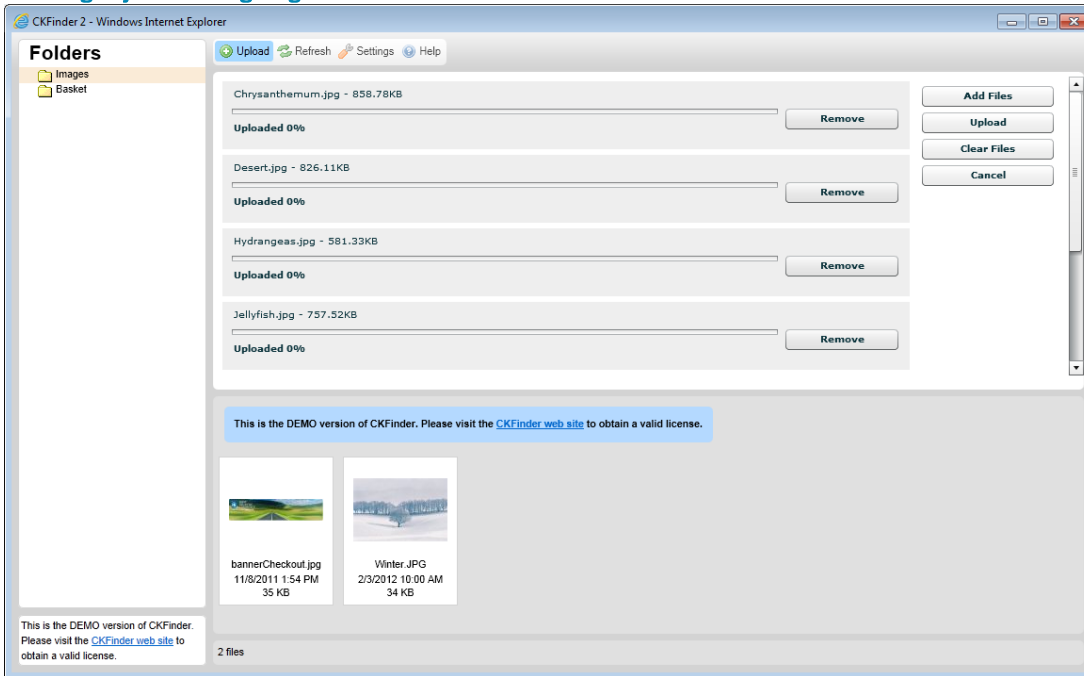 CKFinder 2 - Windows Internet Explorer
Folders
Images
Basket
Upload Refresh Settings Help
Chrysanthemum.jpg - 858.78KB
Uploaded 0%
Remove
Desert.jpg - 826.11KB
Uploaded 0%
Remove
Hydrangeas.jpg - 581.33KB
Uploaded 0%
Remove
Jellyfish.jpg - 757.52KB
Uploaded 0%
Remove
Add Files
Upload
Clear Files
Cancel
This is the DEMO version of CKFinder. Please visit the CKFinder web site to obtain a valid license.
bannerCheckout.jpg
11/8/2011 1:54 PM
35 KB
Winter.JPG
2/3/2012 10:00 AM
34 KB
This is the DEMO version of CKFinder.
Please visit the CKFinder web site to
obtain a valid license.
2 files